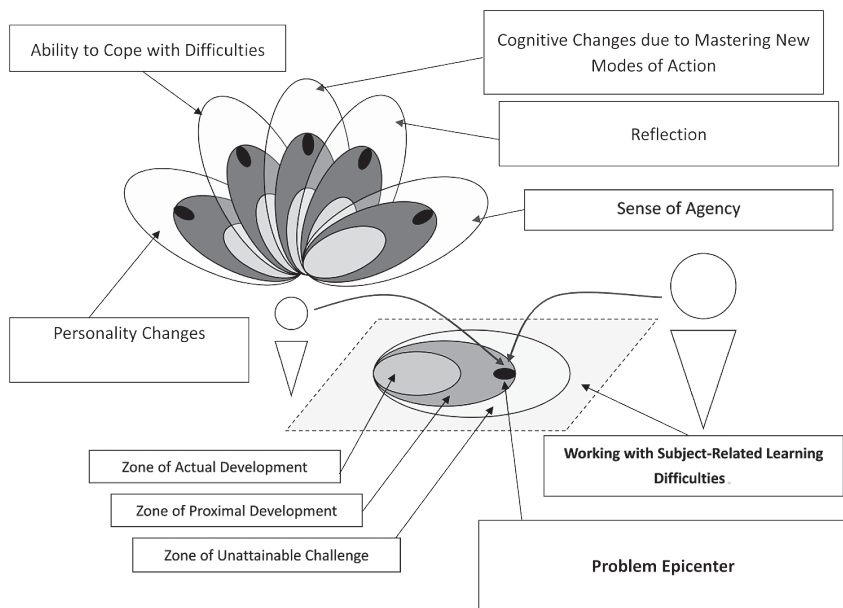 Ability to Cope with Difficulties
Cognitive Changes due to Mastering New
Modes of Action
Reflection
Sense of Agency
Personality Changes
Zone of Actual Development
Zone of Proximal Development
Zone of Unattainable Challenge
Working with Subject-Related Learning
Difficulties
Problem Epicenter